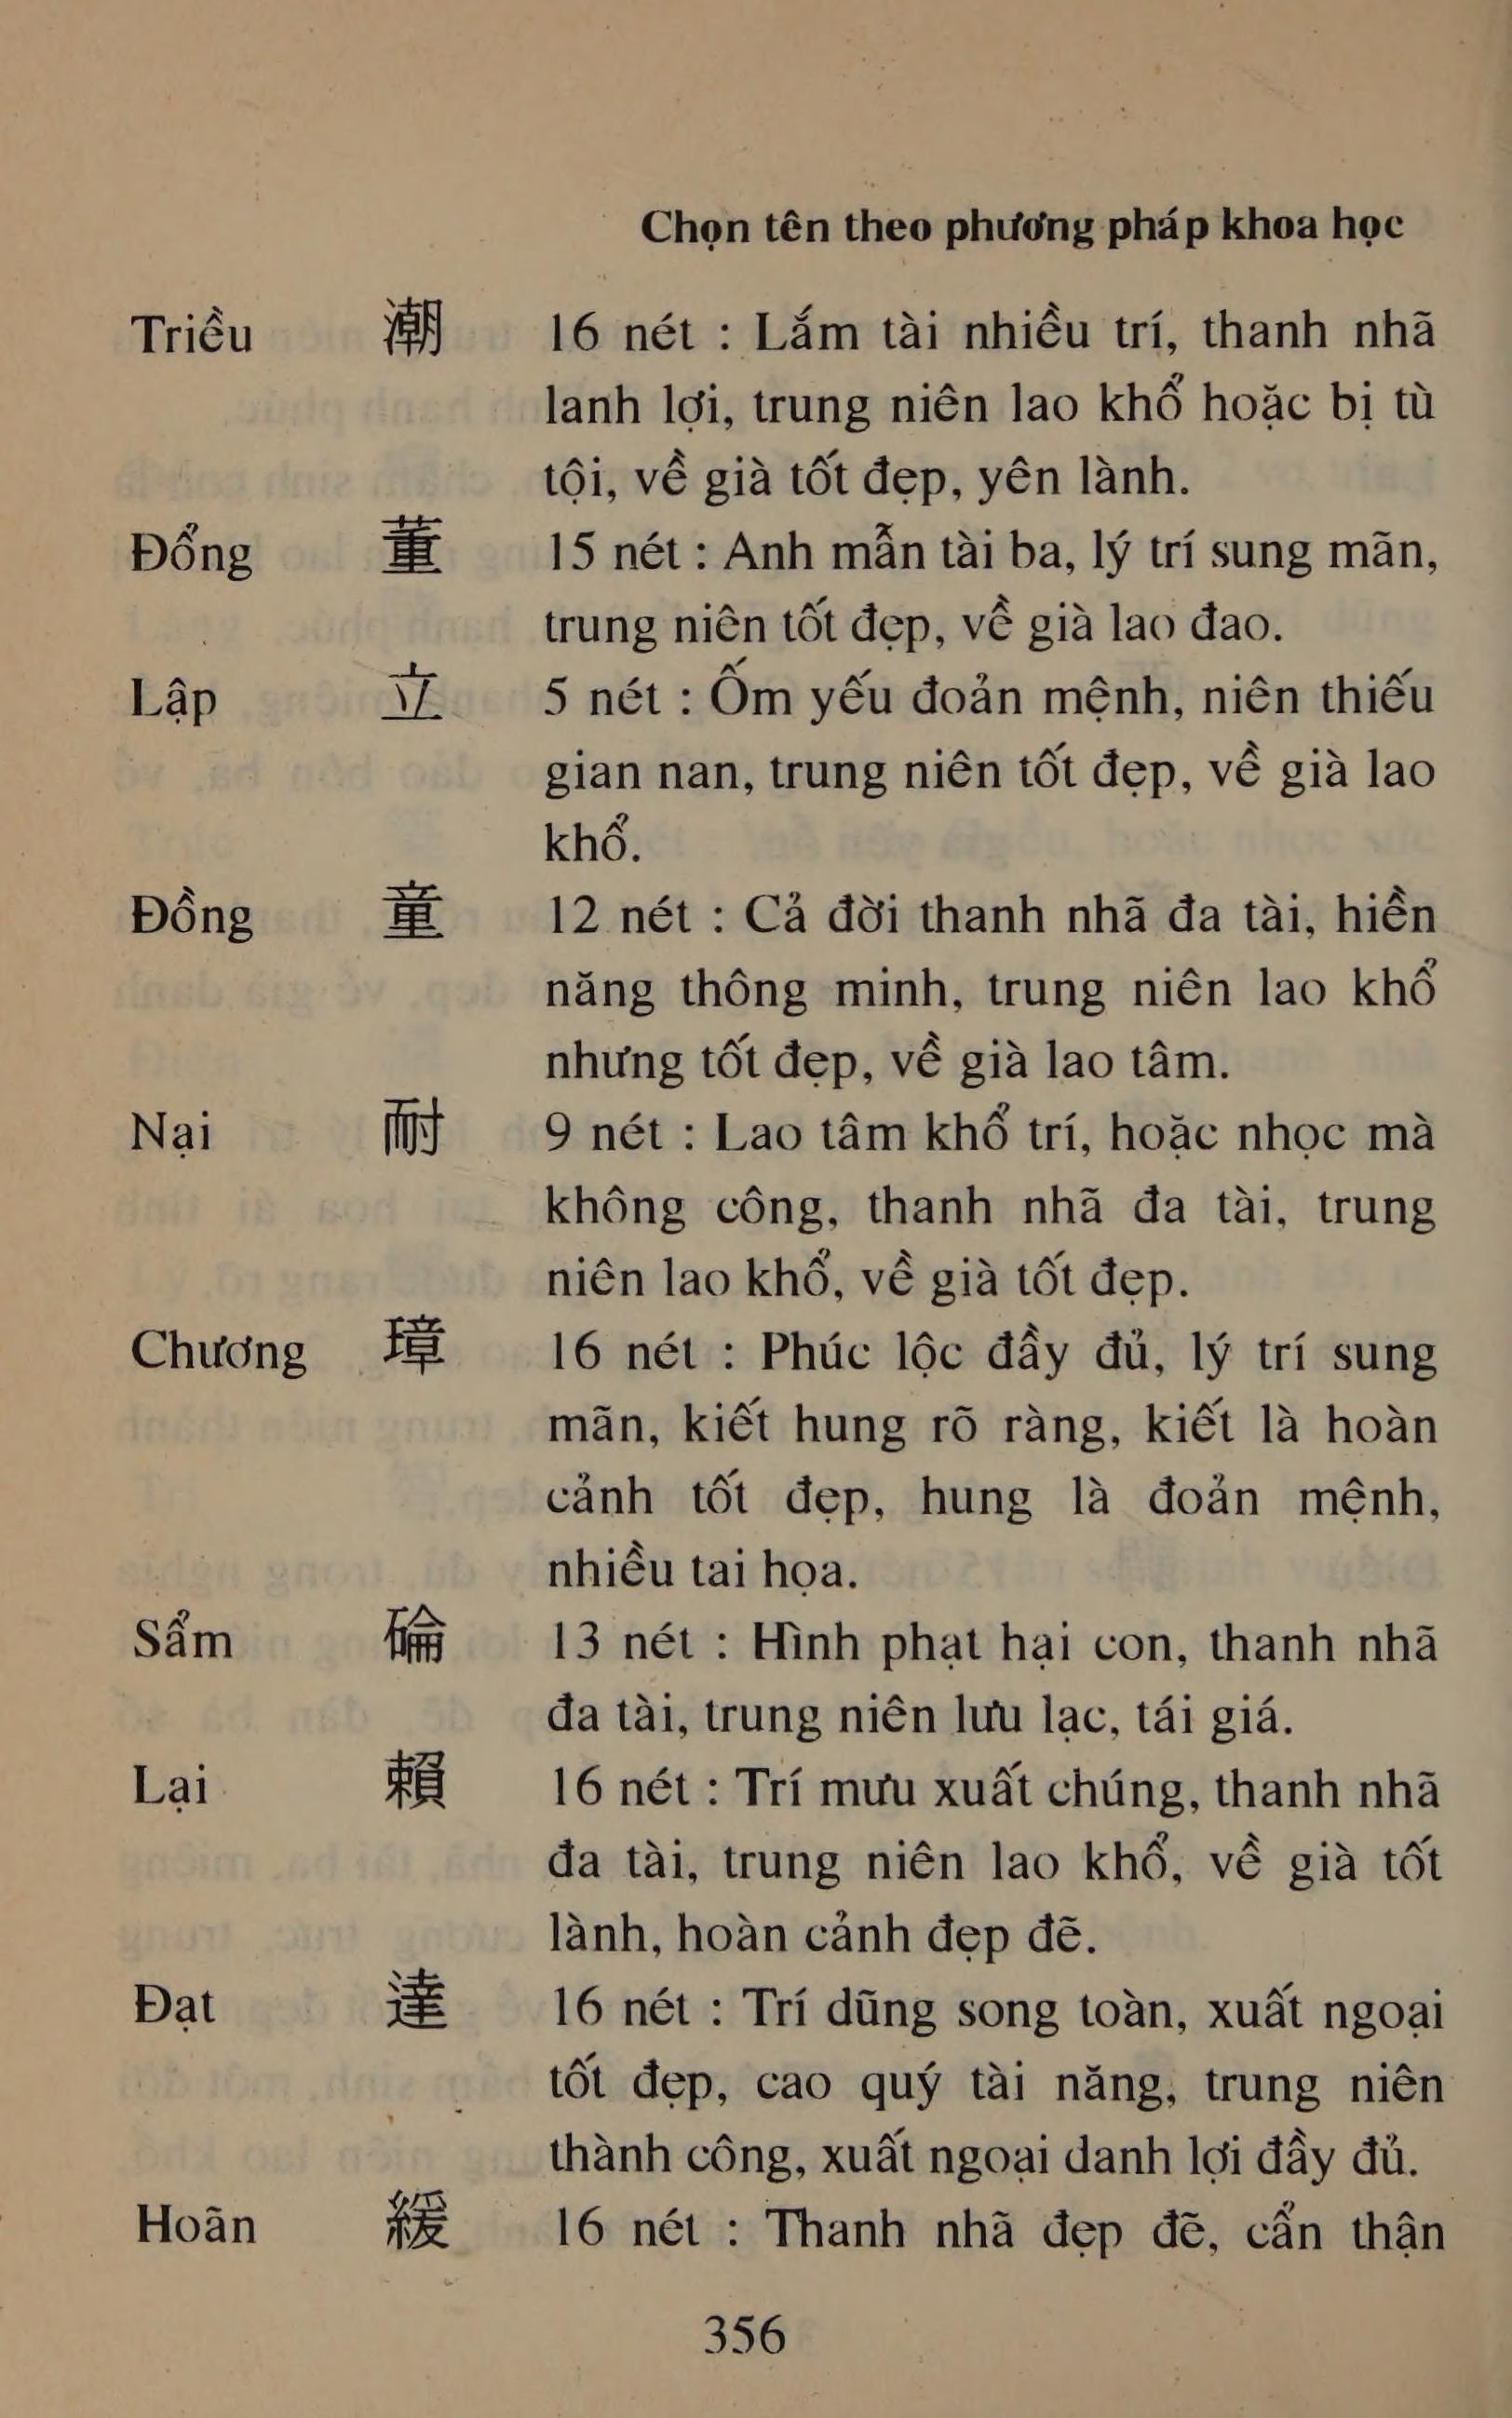 Chọn tên theo phương pháp khoa học
Triều 潮 16 nét : Lắm tài nhiều trí, thanh nhã
lanh lợi, trung niên lao khổ hoặc bị tù
tội, về già tốt đẹp, yên lành.
Đổng 董 15 nét : Anh mẫn tài ba, lý trí sung mãn,
trung niên tốt đẹp, về già lao đao.
Lập 立 5 nét : Ốm yếu đoản mệnh, niên thiếu
gian nan, trung niên tốt đẹp, về già lao
khổ.
Đồng 童 12 nét : Cả đời thanh nhã đa tài, hiền
năng thông minh, trung niên lao khổ
nhưng tốt đẹp, về già lao tâm.
Nại 耐 9 nét : Lao tâm khổ trí, hoặc nhọc mà
không công, thanh nhã đa tài, trung
niên lao khổ, về già tốt đẹp.
Chương 璋 16 nét : Phúc lộc đầy đủ, lý trí sung
mãn, kiết hung rõ ràng, kiết là hoàn
cảnh tốt đẹp, hung là đoản mệnh,
nhiều tai họa.
Sẩm 碖 13 nét : Hình phạt hại con, thanh nhã
đa tài, trung niên lưu lạc, tái giá.
Lại 賴 16 nét : Trí mưu xuất chúng, thanh nhã
đa tài, trung niên lao khổ, về già tốt
lành, hoàn cảnh đẹp đẽ.
Đạt 達 16 nét : Trí dũng song toàn, xuất ngoại
tốt đẹp, cao quý tài năng, trung niên
thành công, xuất ngoại danh lợi đầy đủ.
Hoãn 緩 16 nét : Thanh nhã đẹp đẽ, cẩn thận
356